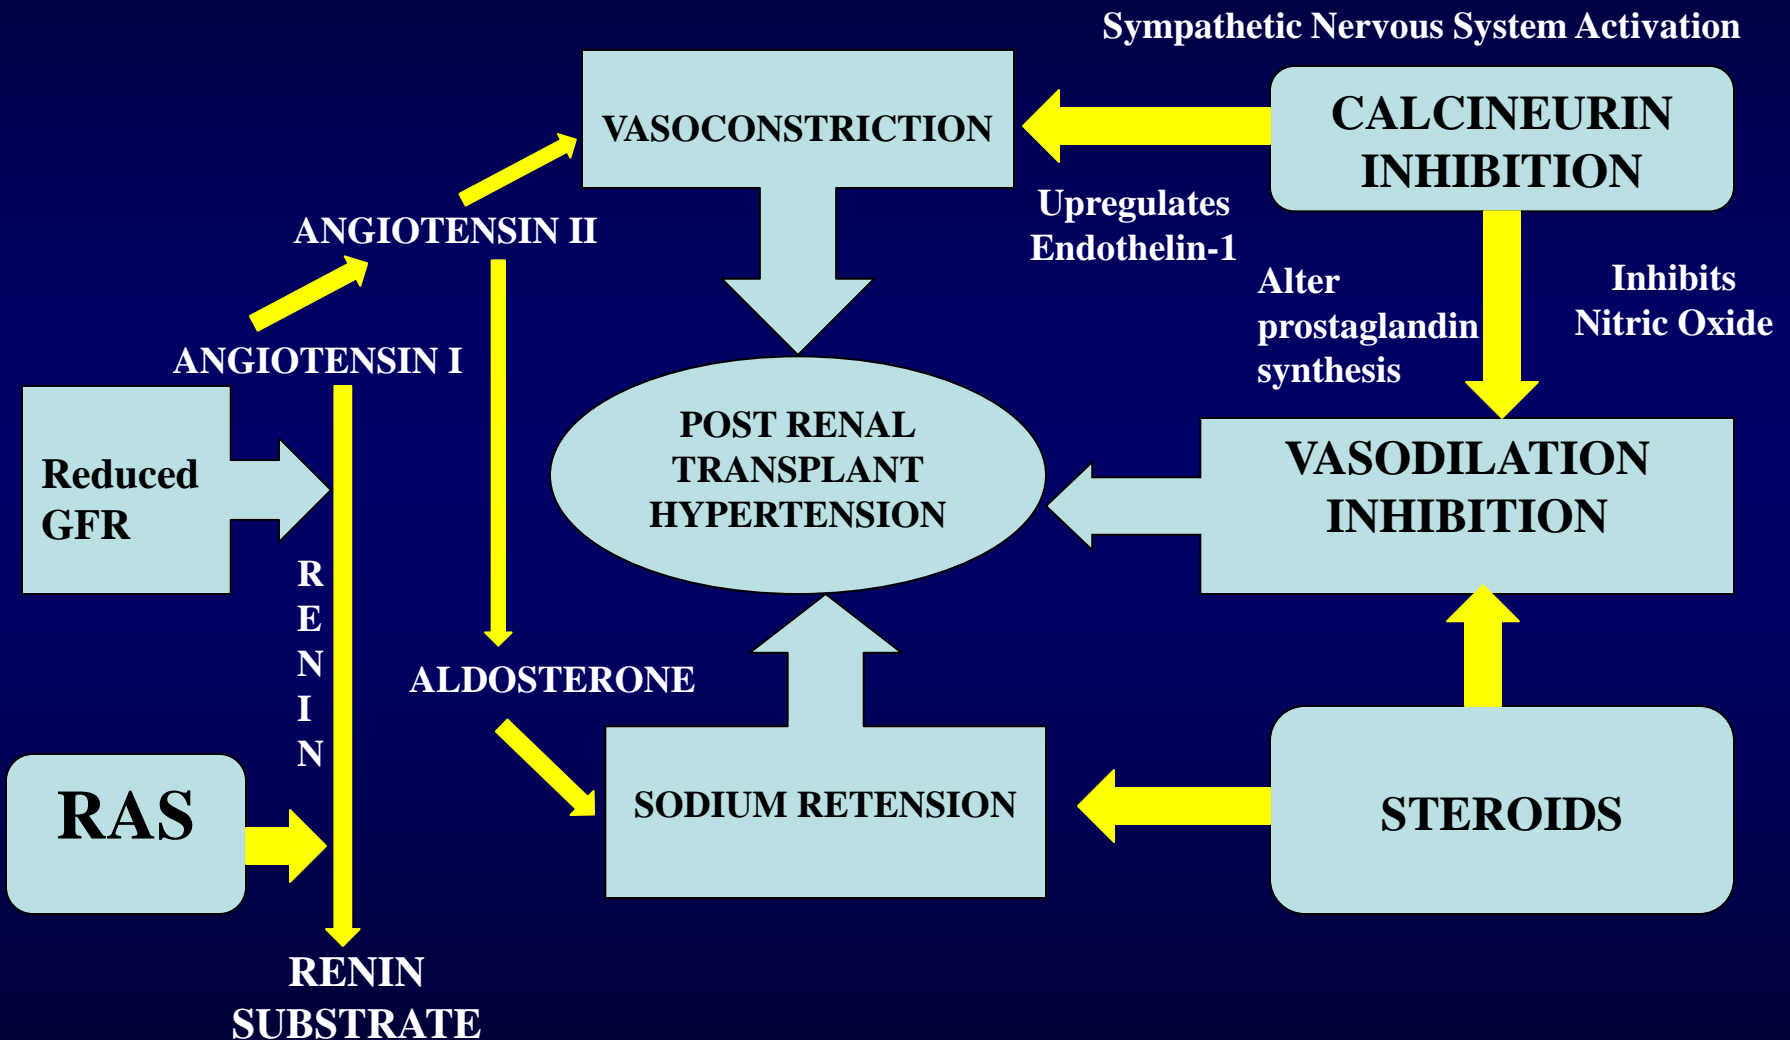 Sympathetic Nervous System Activation
VASOCONSTRICTION
CALCINEURIN
INHIBITION
Upregulates
Endothelin-1
ANGIOTENSIN II
Alter
prostaglandin
synthesis
Inhibits
Nitric Oxide
ANGIOTENSIN I
Reduced
GFR
POST RENAL
TRANSPLANT
HYPERTENSION
VASODILATION
INHIBITION
R
E
N
I
N
ALDOSTERONE
RAS
SODIUM RETENSION
STEROIDS
RENIN
SUBSTRATE